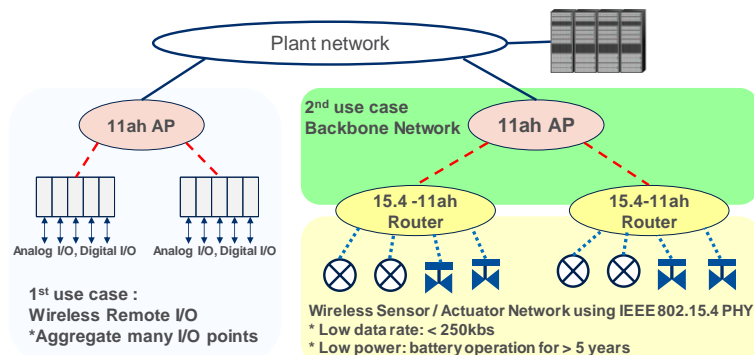 Plant network
11ah AP
2nd use case
Backbone Network
11ah AP
15.4 -11ah
Router
15.4-11ah
Router
Analog I/O, Digital I/O
Analog I/O, Digital I/O
1st use case :
Wireless Remote I/O
*Aggregate many I/O points
Wireless Sensor / Actuator Network using IEEE802.15.4 PHY
* Low data rate: < 250kbs
* Low power: battery operation for > 5 years